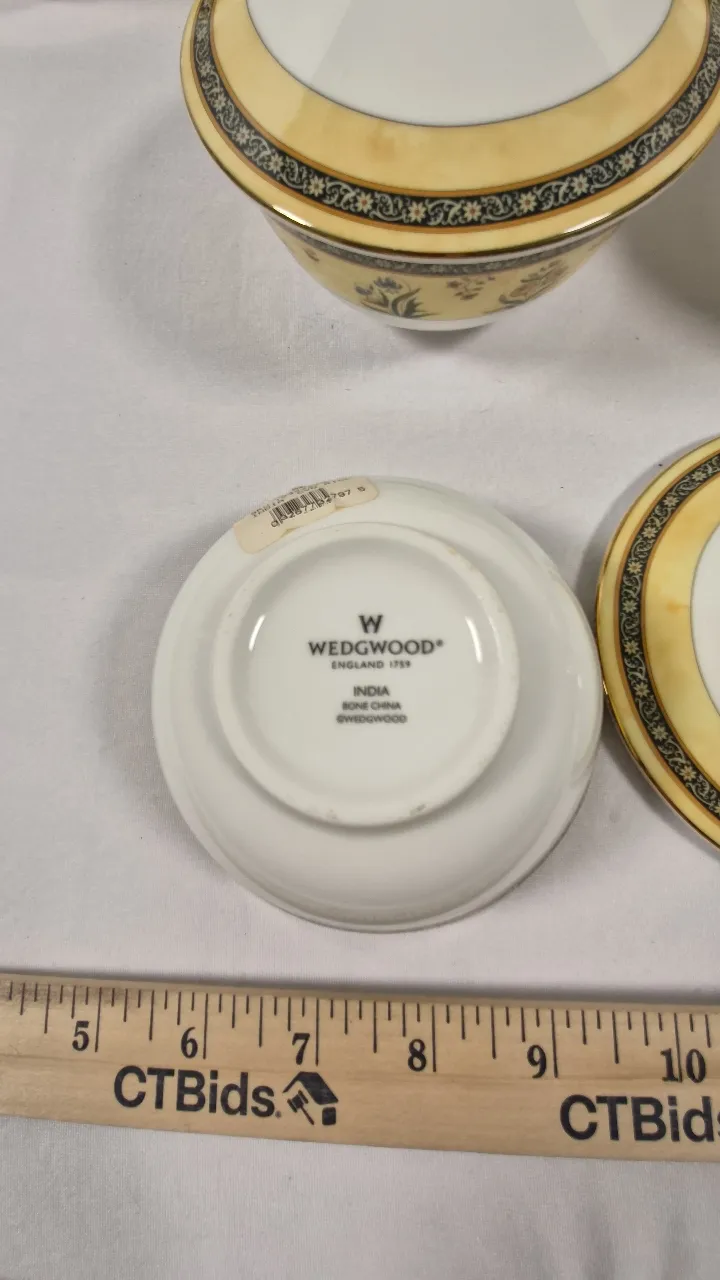 W
WEDGWOOD®
ENGLAND 1759
INDIA
BONE CHINA
©WEDGWOOD
5 6 7 8 9 10
CTBids. CTBids